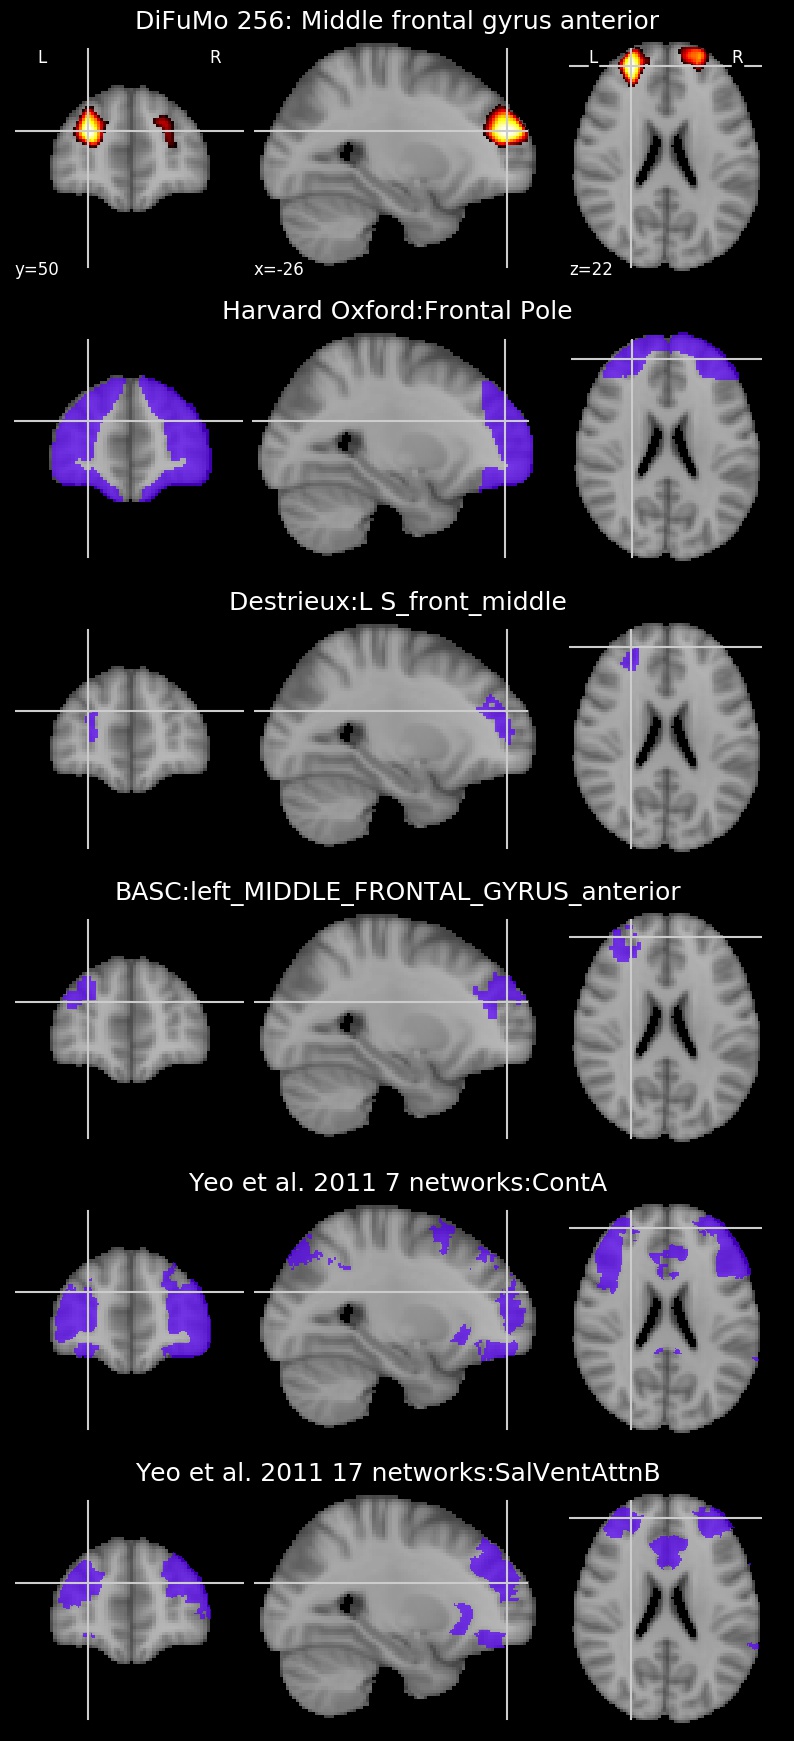 DiFuMo 256: Middle frontal gyrus anterior
L R L R
y=50 x=-26 z=22
Harvard Oxford:Frontal Pole
Destrieux:L S_front_middle
BASC:left_MIDDLE_FRONTAL_GYRUS_anterior
Yeo et al. 2011 7 networks:ContA
Yeo et al. 2011 17 networks:SalVentAttnB